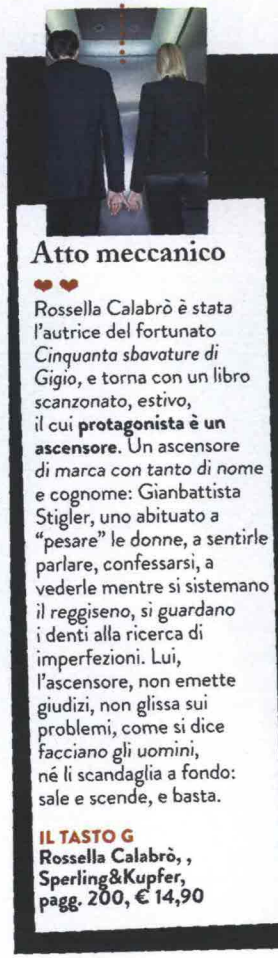 Atto meccanico
Rossella Calabrò è stata
l'autrice del fortunato
Cinquanta sbavature di
Gigio, e torna con un libro
scanzonato, estivo,
il cui protagonista è un
ascensore. Un ascensore
di marca con tanto di nome
e cognome: Gianbattista
Stigler, uno abituato a
"pesare" le donne, a sentirle
parlare, confessarsi, a
vederle mentre si sistemano
il reggiseno, si guardano
i denti alla ricerca di
imperfezioni. Lui,
l'ascensore, non emette
giudizi, non glissa sui
problemi, come si dice
facciano gli uomini,
né li scandaglia a fondo:
sale e scende, e basta.
IL TASTO G
Rossella Calabrò, ,
Sperling&Kupfer,
pagg. 200, € 14,90